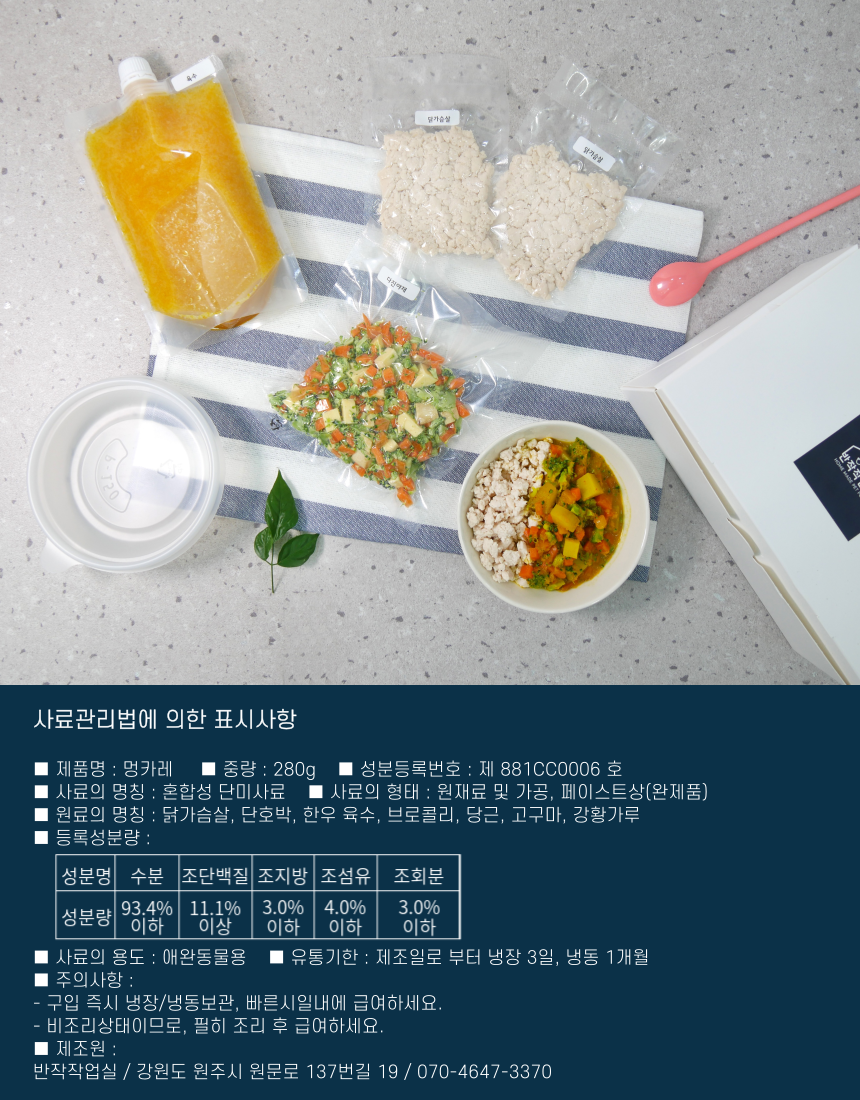 육수
닭가슴살
닭가슴살
다진야채
반작작
사료관리법에 의한 표시사항
■ 제품명 : 멍카레 ■ 중량 : 280g ■ 성분등록번호 : 제 881CC0006 호
■ 사료의 명칭 : 혼합성 단미사료 ■ 사료의 형태 : 원재료 및 가공, 페이스트상(완제품)
■ 원료의 명칭 : 닭가슴살, 단호박, 한우 육수, 브로콜리, 당근, 고구마, 강황가루
■ 등록성분량 :
성분명 수분 조단백질 조지방 조섬유 조회분
성분량 93.4% 이하 11.1% 이상 3.0% 이하 4.0% 이하 3.0% 이하
■ 사료의 용도 : 애완동물용 ■ 유통기한 : 제조일로 부터 냉장 3일, 냉동 1개월
■ 주의사항 :
- 구입 즉시 냉장/냉동보관, 빠른시일내에 급여하세요.
- 비조리상태이므로, 필히 조리 후 급여하세요.
■ 제조원 :
반작작업실 / 강원도 원주시 원문로 137번길 19 / 070-4647-3370